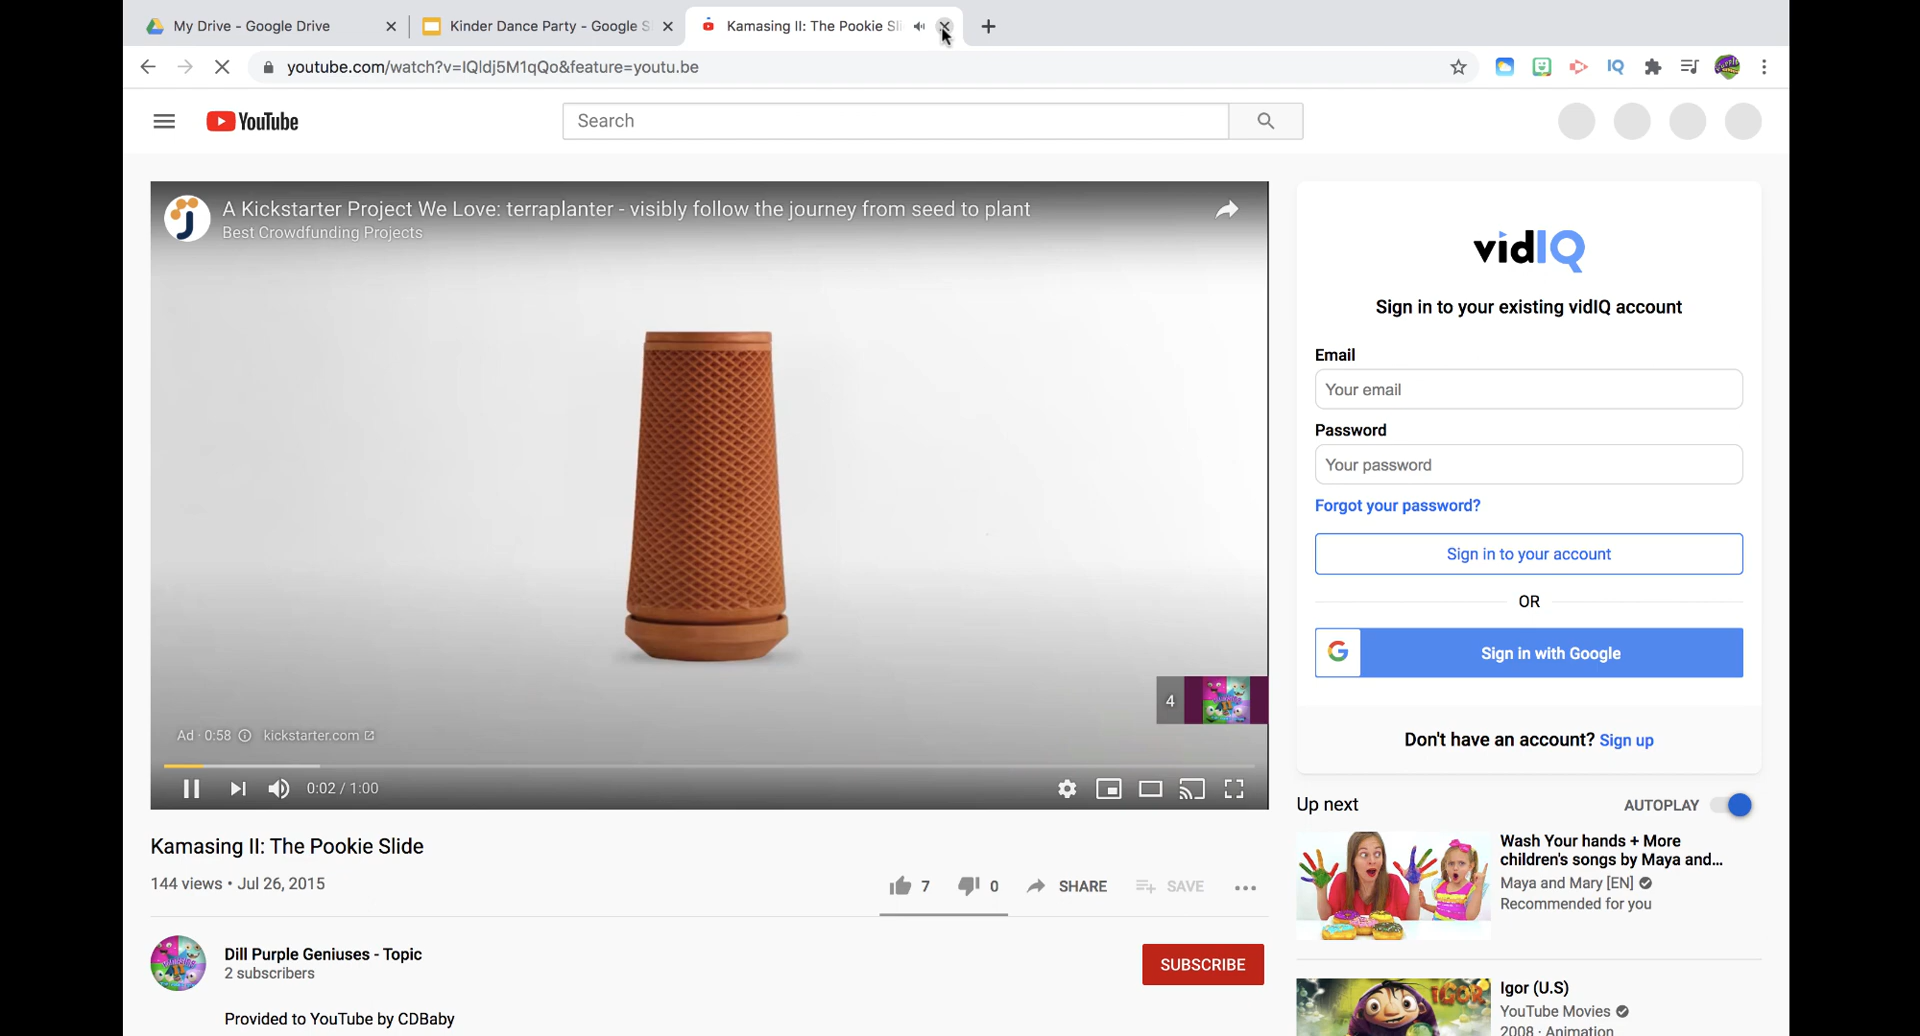 My Drive - Google Drive
Kinder Dance Party - Google S
Kamasing II: The Pookie Sli
youtube.com/watch?v=IQldj5M1qQo&feature=youtu.be
IQ
YouTube
Search
A Kickstarter Project We Love: terraplanter - visibly follow the journey from seed to plant
Best Crowdfunding Projects
4
Ad · 0:58 kickstarter.com
0:02 / 1:00
Kamasing II: The Pookie Slide
144 views • Jul 26, 2015
7
0
SHARE
SAVE
Dill Purple Geniuses - Topic
2 subscribers
SUBSCRIBE
Provided to YouTube by CDBaby
vidIQ
Sign in to your existing vidIQ account
Email
Your email
Password
Your password
Forgot your password?
Sign in to your account
OR
G
Sign in with Google
Don't have an account? Sign up
Up next
AUTOPLAY
Wash Your hands + More
children's songs by Maya and...
Maya and Mary [EN]
Recommended for you
IGOR
Igor (U.S)
YouTube Movies
2008 · Animation